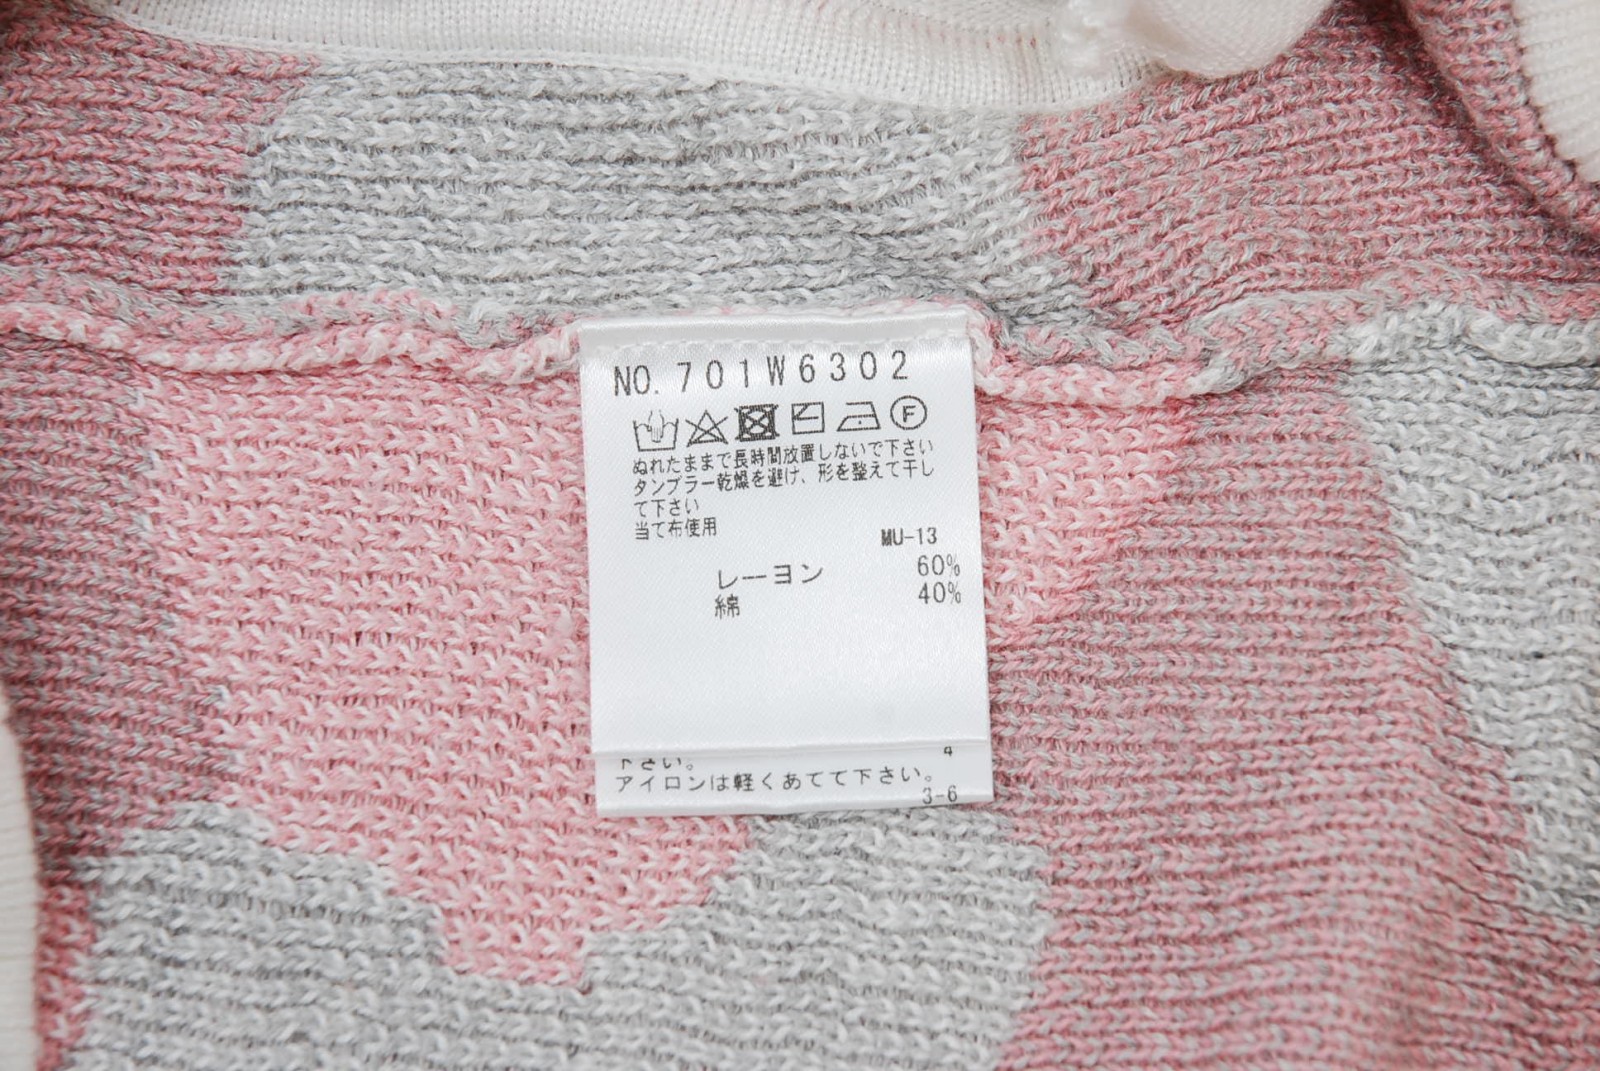 NO. 701W6302
F
ぬれたままで長時間放置しないで下さい
タンブラー乾燥を避け、形を整えて干し
て下さい
当て布使用
MU-13
レーヨン 60%
綿 40%
下さい。 4
アイロンは軽くあてて下さい。
3-6